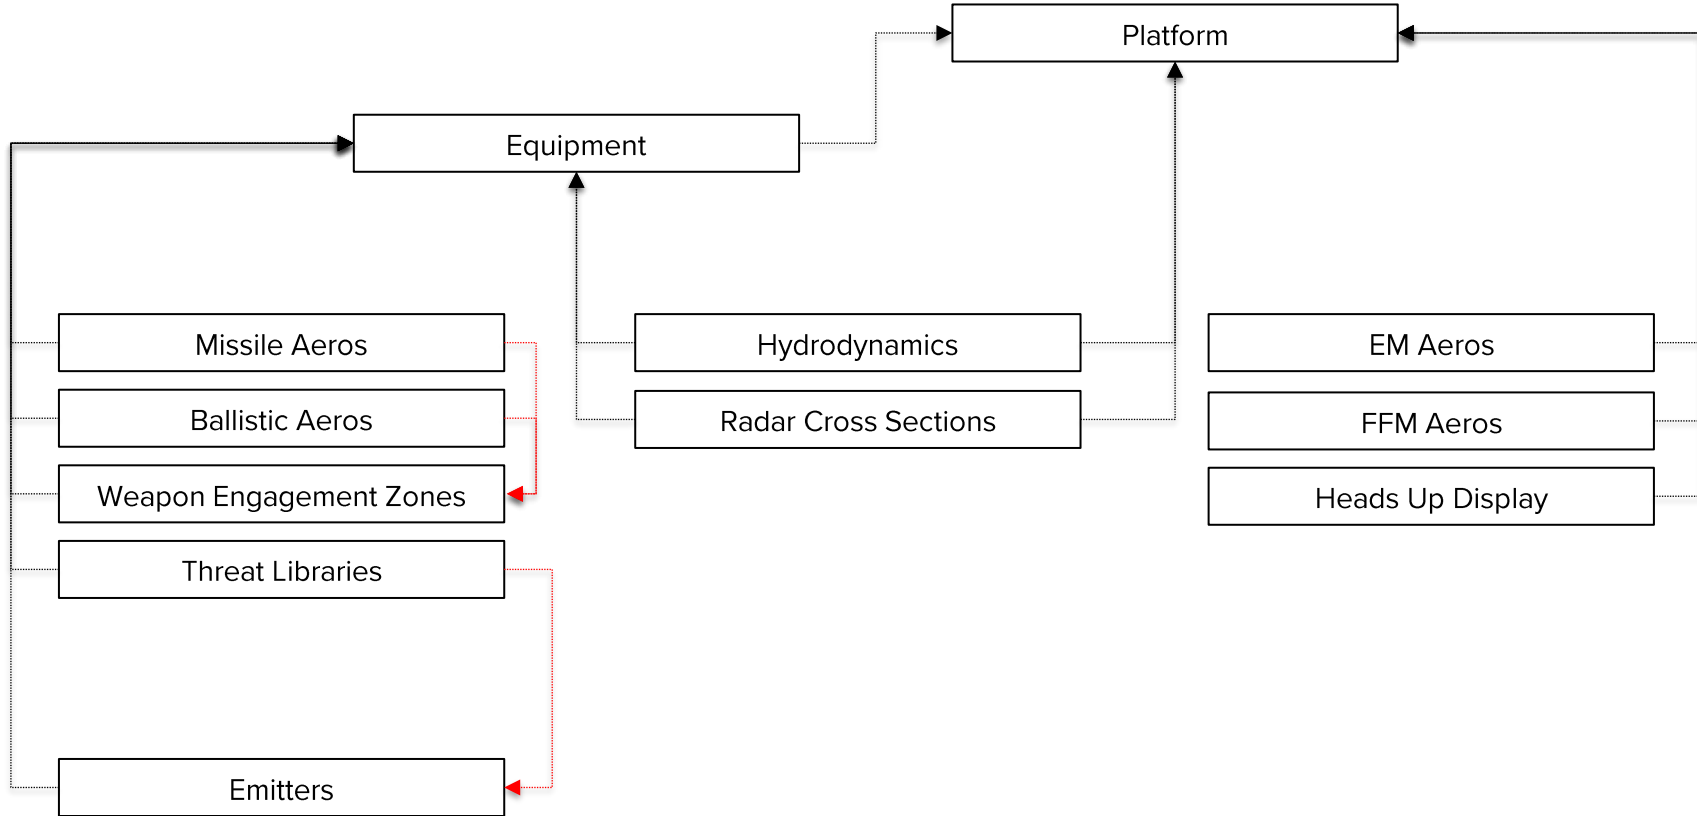 Platform
Equipment
Missile Aeros
Hydrodynamics
EM Aeros
Ballistic Aeros
Radar Cross Sections
FFM Aeros
Weapon Engagement Zones
Heads Up Display
Threat Libraries
Emitters